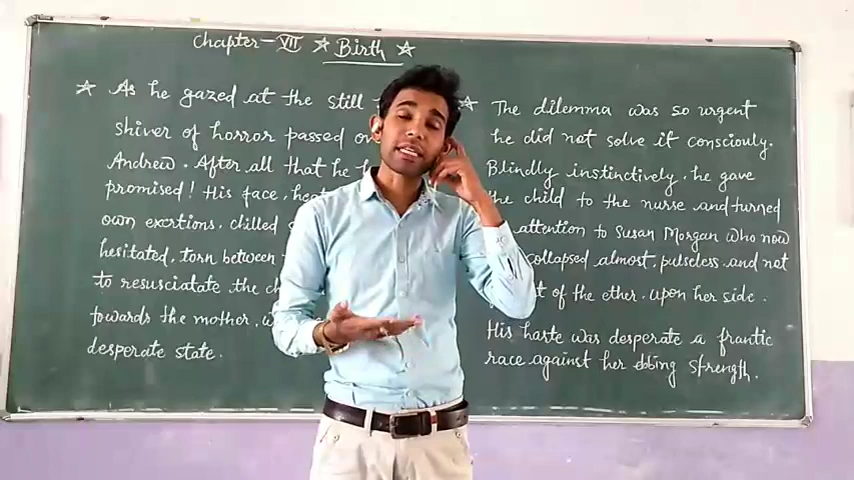 Chapter-VII ☆ Birth ☆
☆ As he gazed at the still
shiver of horror passed ov
Andrew. After all that he h
promised! His face, heat
own exertions, chilled
hesitated, torn between
to resusciatate the ch
towards the mother, w
desperate state.
☆ The dilemma was so urgent
he did not solve it consciouly.
Blindly instinctively, he gave
the child to the nurse and turned
attention to Susan Morgan who now
collapsed almost, pulseless, and not
of the ether, upon her side.
His haste was desperate a frantic
race against her ebbing strength.